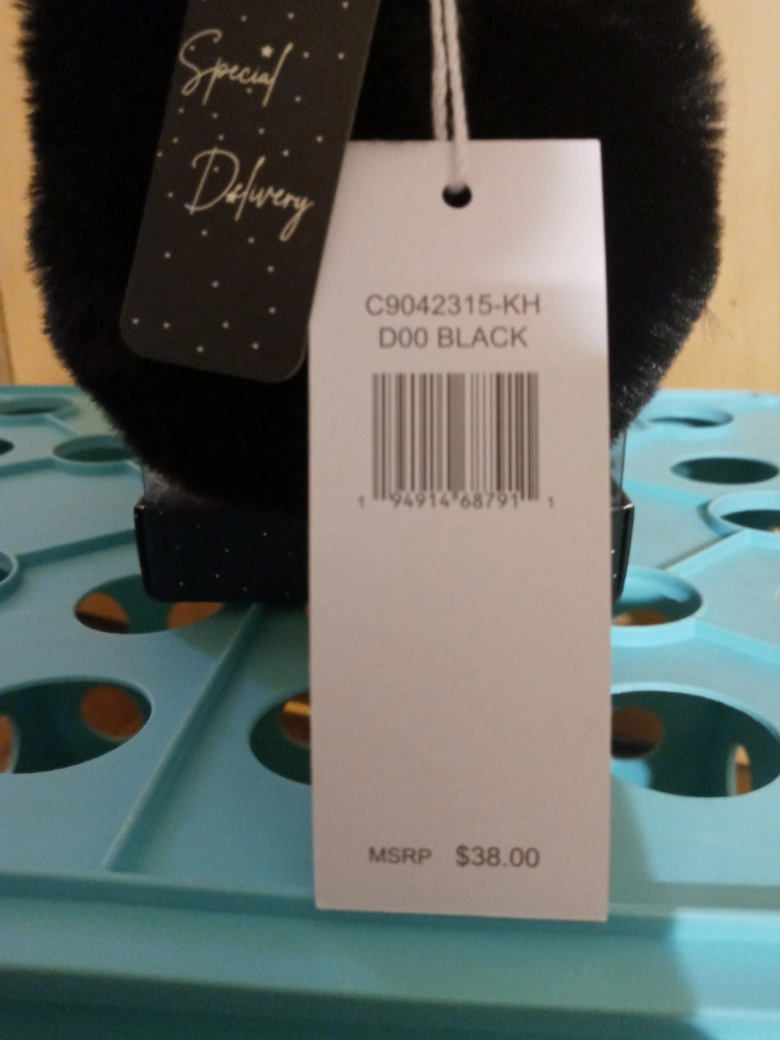 Special
Delivery
C9042315-KH
D00 BLACK
1 94914 68791 1
MSRP $38.00